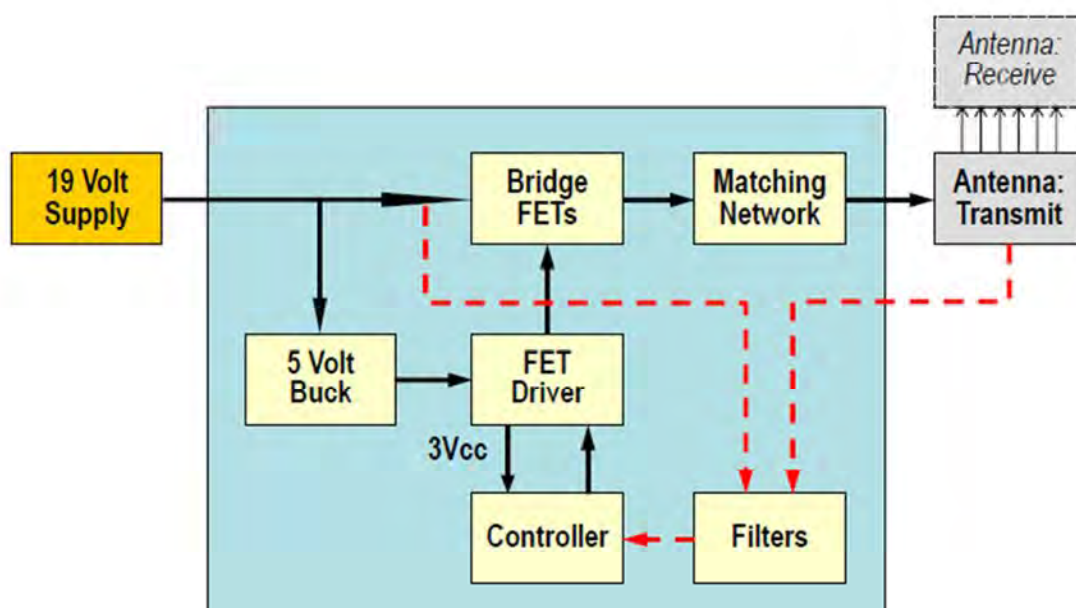 Antenna:
Receive
19 Volt
Supply
Bridge
FETs
Matching
Network
Antenna:
Transmit
5 Volt
Buck
FET
Driver
3Vcc
Controller
Filters